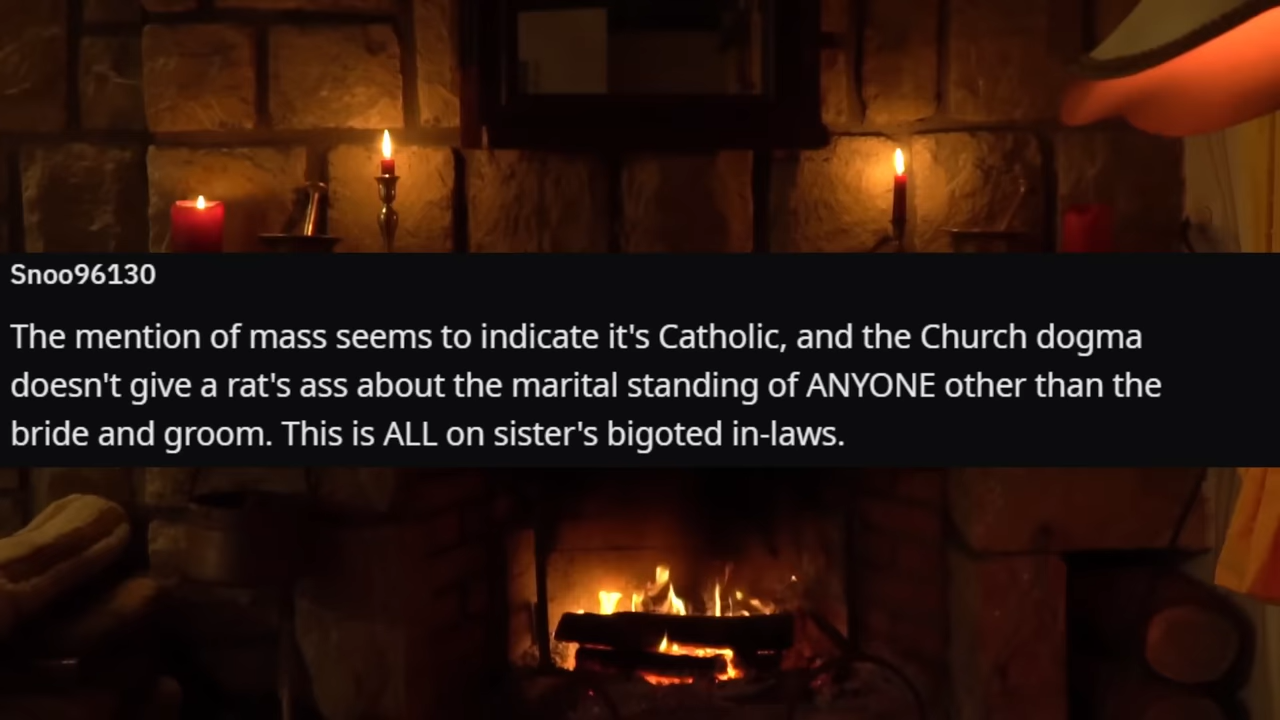 Snoo96130
The mention of mass seems to indicate it's Catholic, and the Church dogma
doesn't give a rat's ass about the marital standing of ANYONE other than the
bride and groom. This is ALL on sister's bigoted in-laws.